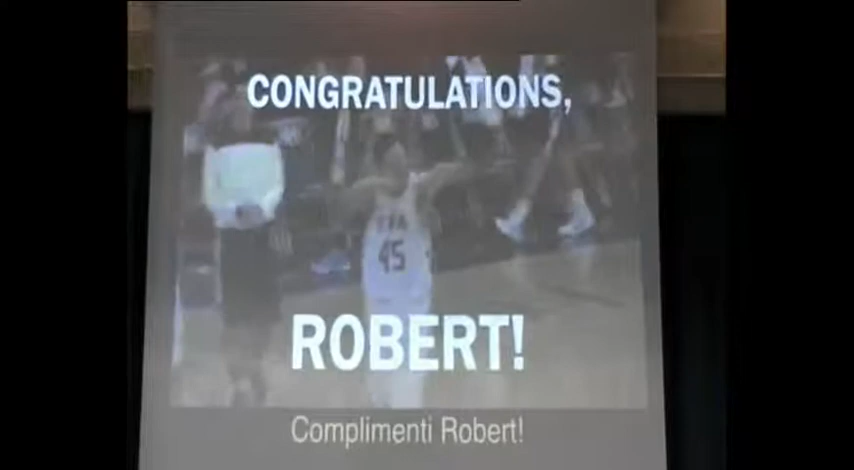 CONGRATULATIONS,
45
ROBERT!
Complimenti Robert!